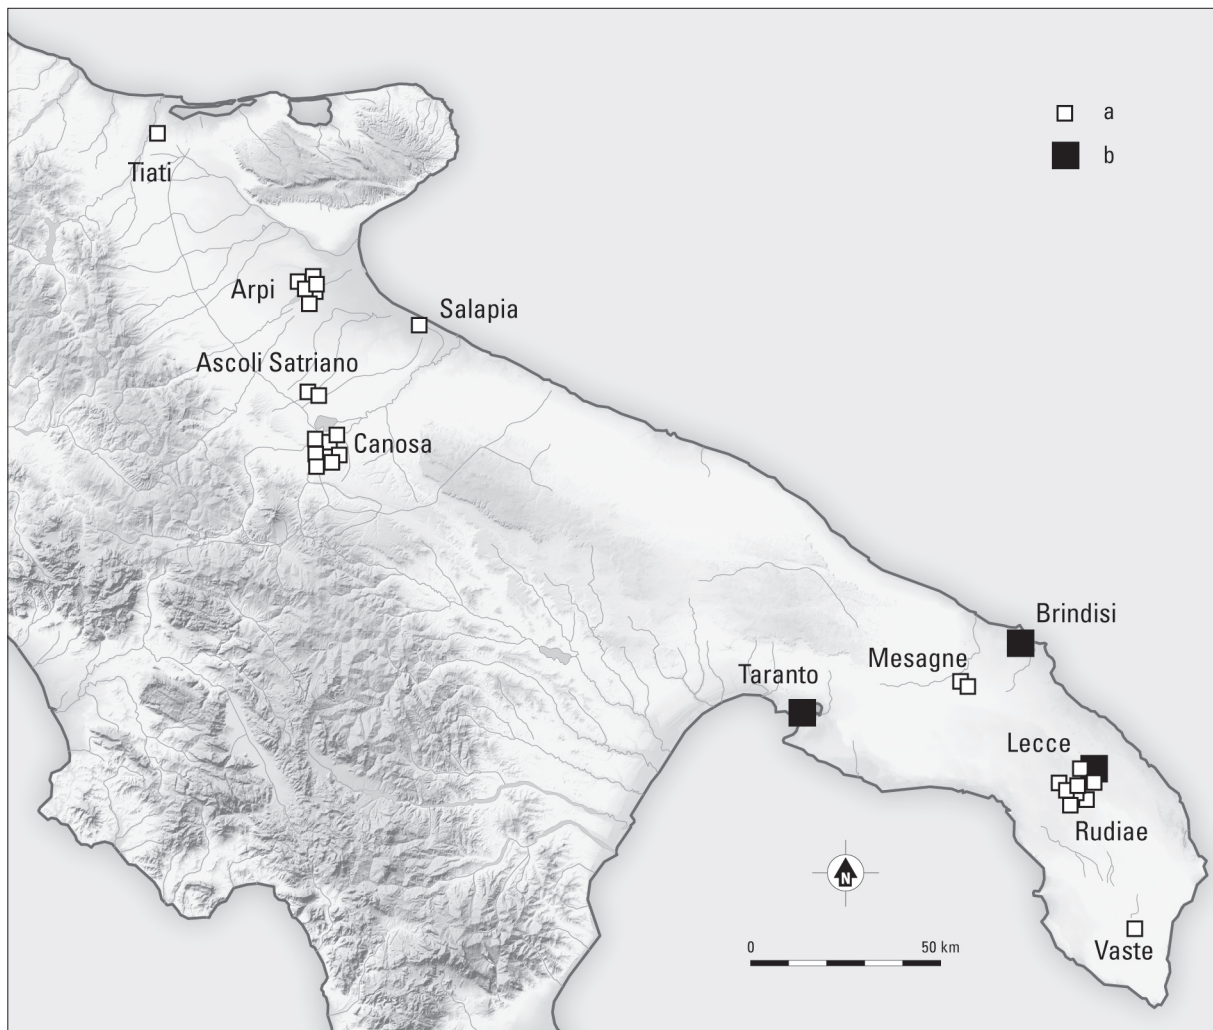 a
b
Tiati
Arpi
Salapia
Ascoli Satriano
Canosa
Brindisi
Mesagne
Taranto
Lecce
Rudiae
N
0 50 km
Vaste